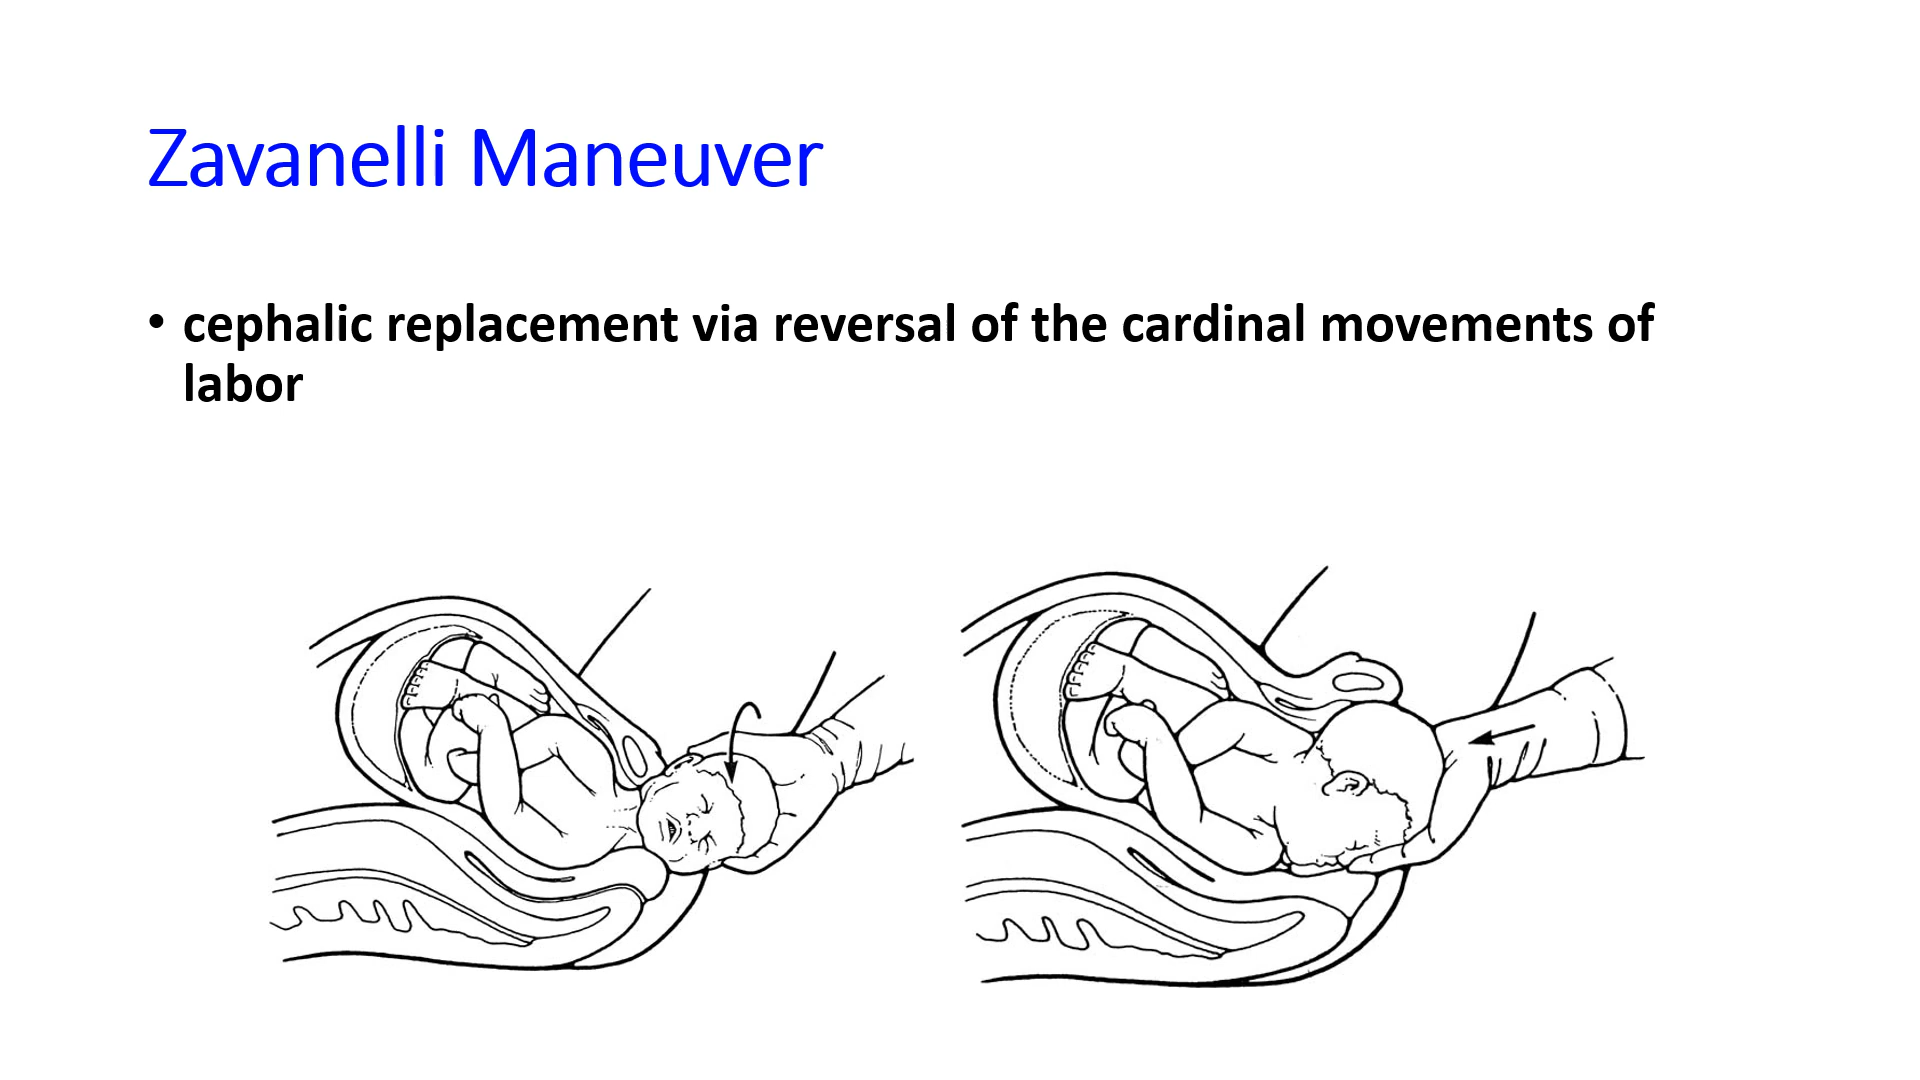 Zavanelli Maneuver
• cephalic replacement via reversal of the cardinal movements of
labor